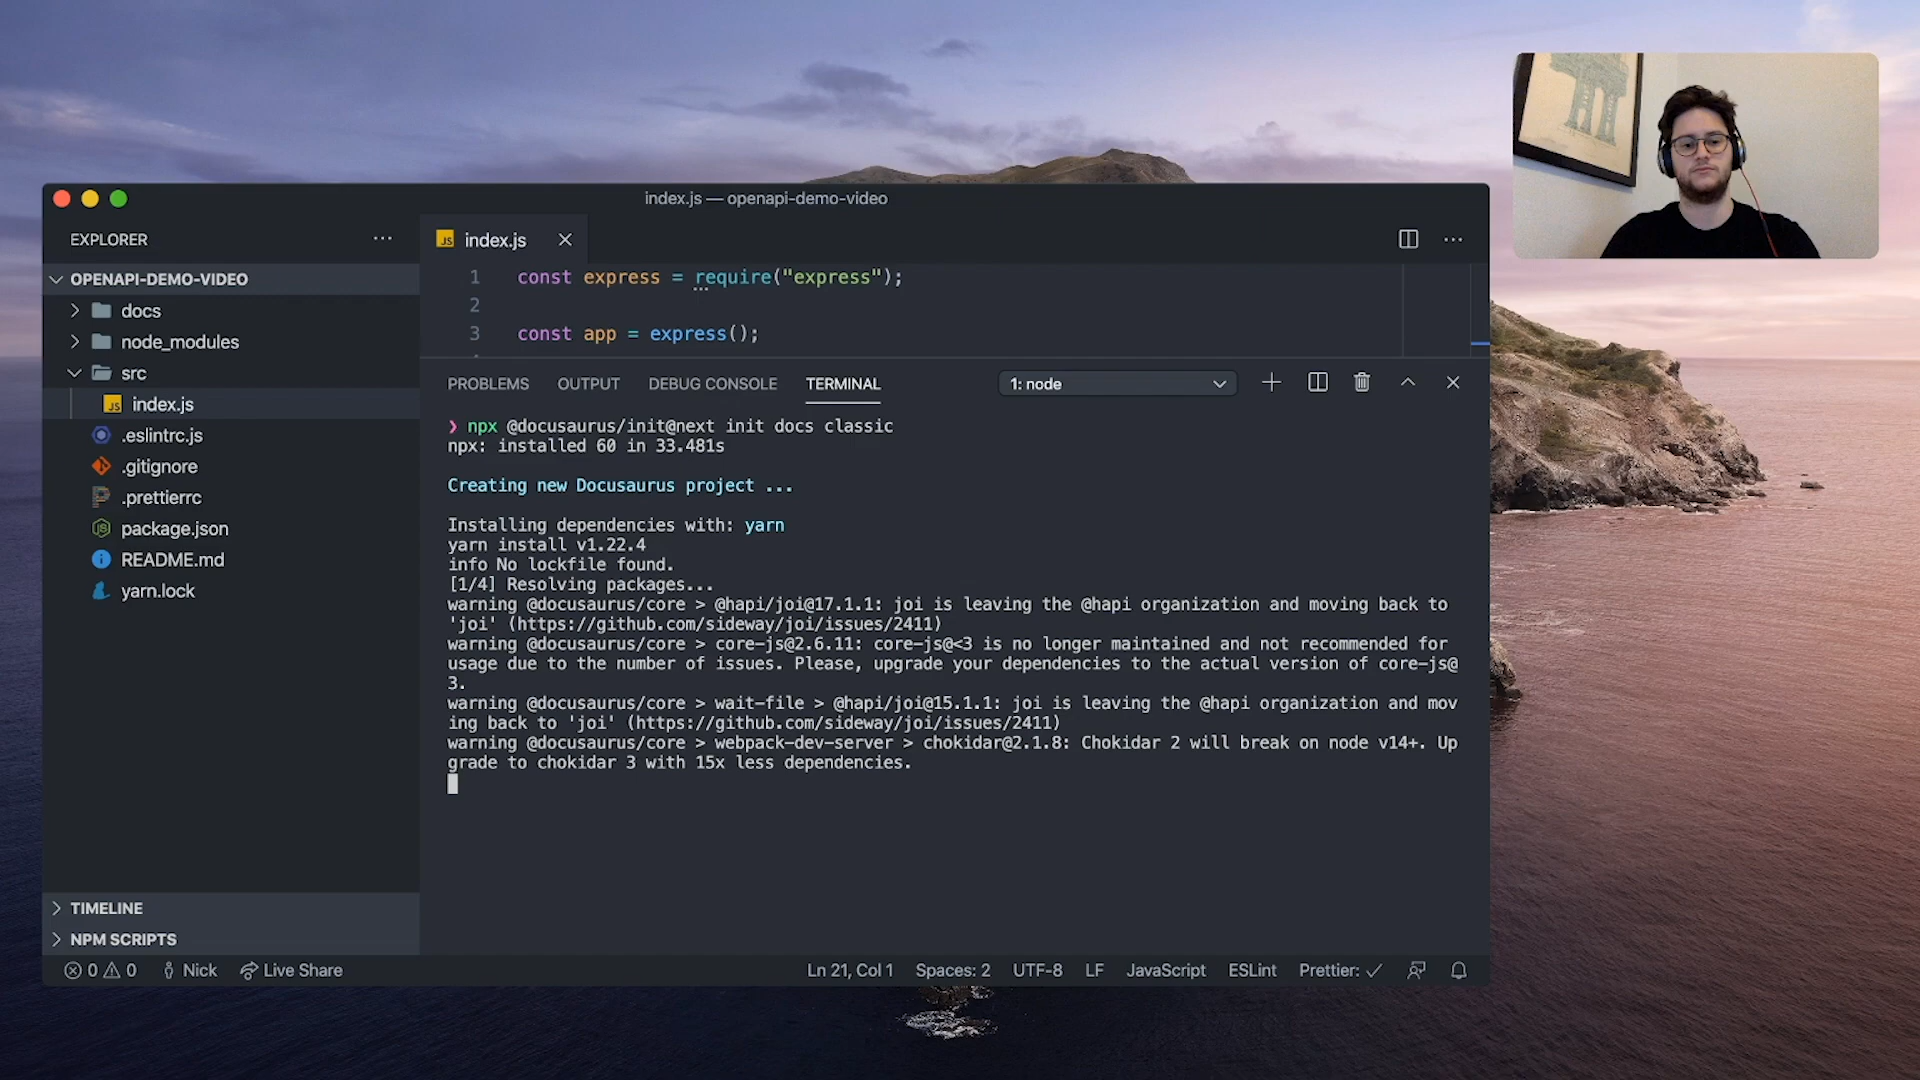 index.js — openapi-demo-video
EXPLORER
OPENAPI-DEMO-VIDEO
docs
node_modules
src
index.js
.eslintrc.js
.gitignore
.prettierrc
package.json
README.md
yarn.lock
TIMELINE
NPM SCRIPTS
index.js
1 const express = require("express");
2
3 const app = express();
PROBLEMS OUTPUT DEBUG CONSOLE TERMINAL 1: node
❯ npx @docusaurus/init@next init docs classic
npx: installed 60 in 33.481s
Creating new Docusaurus project ...
Installing dependencies with: yarn
yarn install v1.22.4
info No lockfile found.
[1/4] Resolving packages...
warning @docusaurus/core > @hapi/joi@17.1.1: joi is leaving the @hapi organization and moving back to
'joi' (https://github.com/sideway/joi/issues/2411)
warning @docusaurus/core > core-js@2.6.11: core-js@<3 is no longer maintained and not recommended for
usage due to the number of issues. Please, upgrade your dependencies to the actual version of core-js@
3.
warning @docusaurus/core > wait-file > @hapi/joi@15.1.1: joi is leaving the @hapi organization and mov
ing back to 'joi' (https://github.com/sideway/joi/issues/2411)
warning @docusaurus/core > webpack-dev-server > chokidar@2.1.8: Chokidar 2 will break on node v14+. Up
grade to chokidar 3 with 15x less dependencies.
0 0 Nick Live Share Ln 21, Col 1 Spaces: 2 UTF-8 LF JavaScript ESLint Prettier: ✓